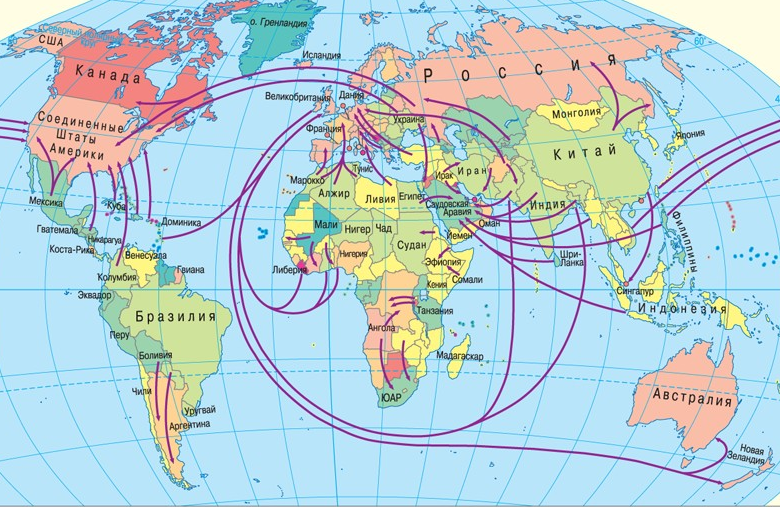 о. Гренландия
Северный полярный
круг
США
Исландия
60°
Канада
Россия
Великобритания
Дания
Соединенные
Штаты
Америки
Франция
Украина
Монголия
Япония
Китай
Марокко
Тунис
Ирак
Иран
Мексика
Куба
Алжир
Ливия
Египет
Саудовская
Аравия
Индия
Доминика
Мали
Нигер
Чад
Оман
Гватемала
Никарагуа
Судан
Йемен
Филиппины
Коста-Рика
Венесуэла
Нигерия
Шри-
Ланка
Колумбия
Гвиана
Либерия
Эфиопия
Сомали
Эквадор
Кения
Сингапур
Бразилия
Танзания
Индонезия
Перу
Ангола
Боливия
Мадагаскар
Чили
ЮАР
Австралия
Уругвай
Аргентина
Новая
Зеландия